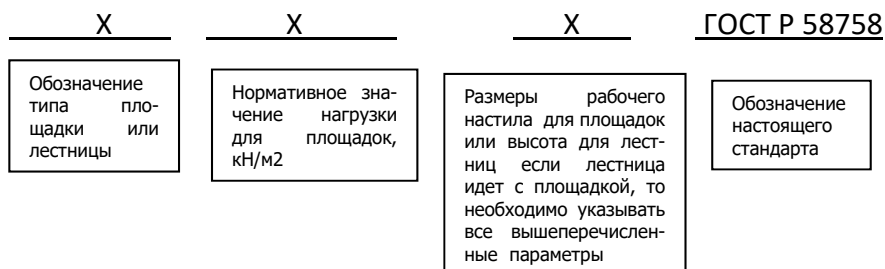 X X X ГОСТ Р 58758
Обозначение
типа пло-
щадки или
лестницы
Нормативное зна-
чение нагрузки
для площадок,
кН/м2
Размеры рабочего
настила для площадок
или высота для лест-
ниц если лестница
идет с площадкой, то
необходимо указывать
все вышеперечислен-
ные параметры
Обозначение
настоящего
стандарта